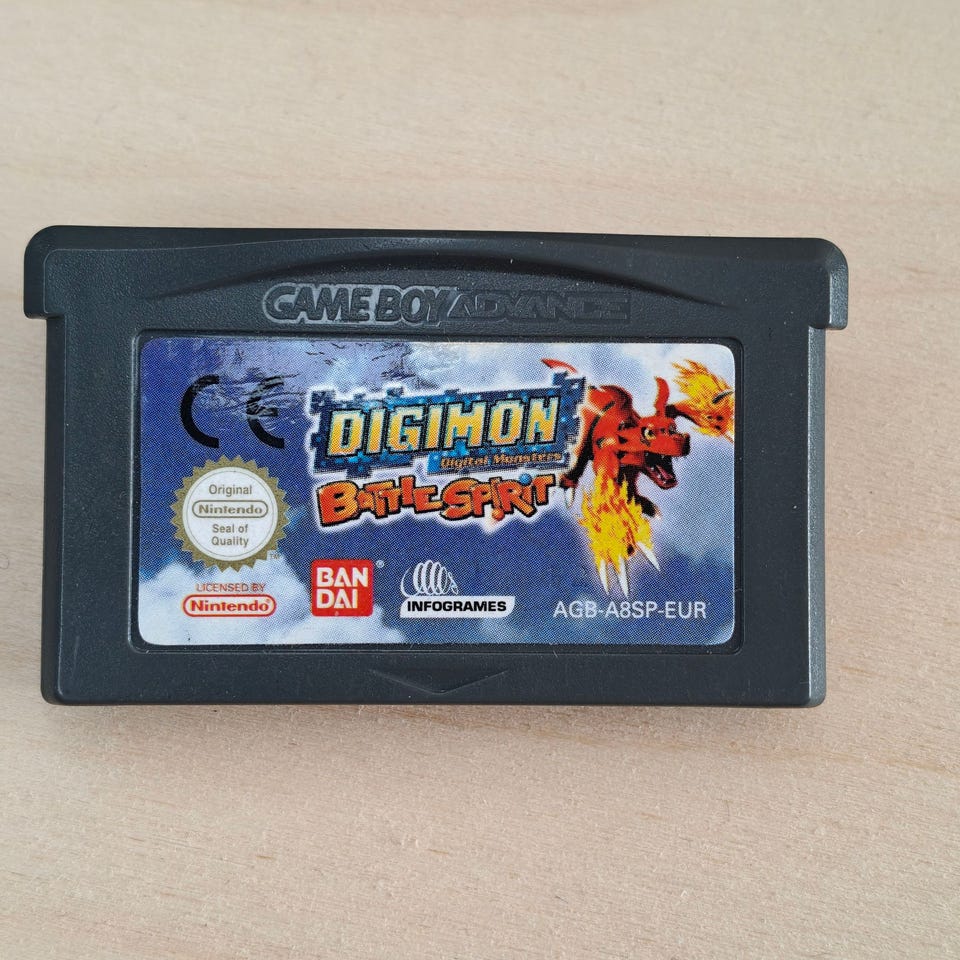 GAME BOY ADVANCE
CE
DIGIMON
Digital Monsters
BATTLE SPIRIT
Original
Nintendo
Seal of
Quality
TM
LICENSED BY
Nintendo
BAN
DAI
®
INFOGRAMES
AGB-A8SP-EUR